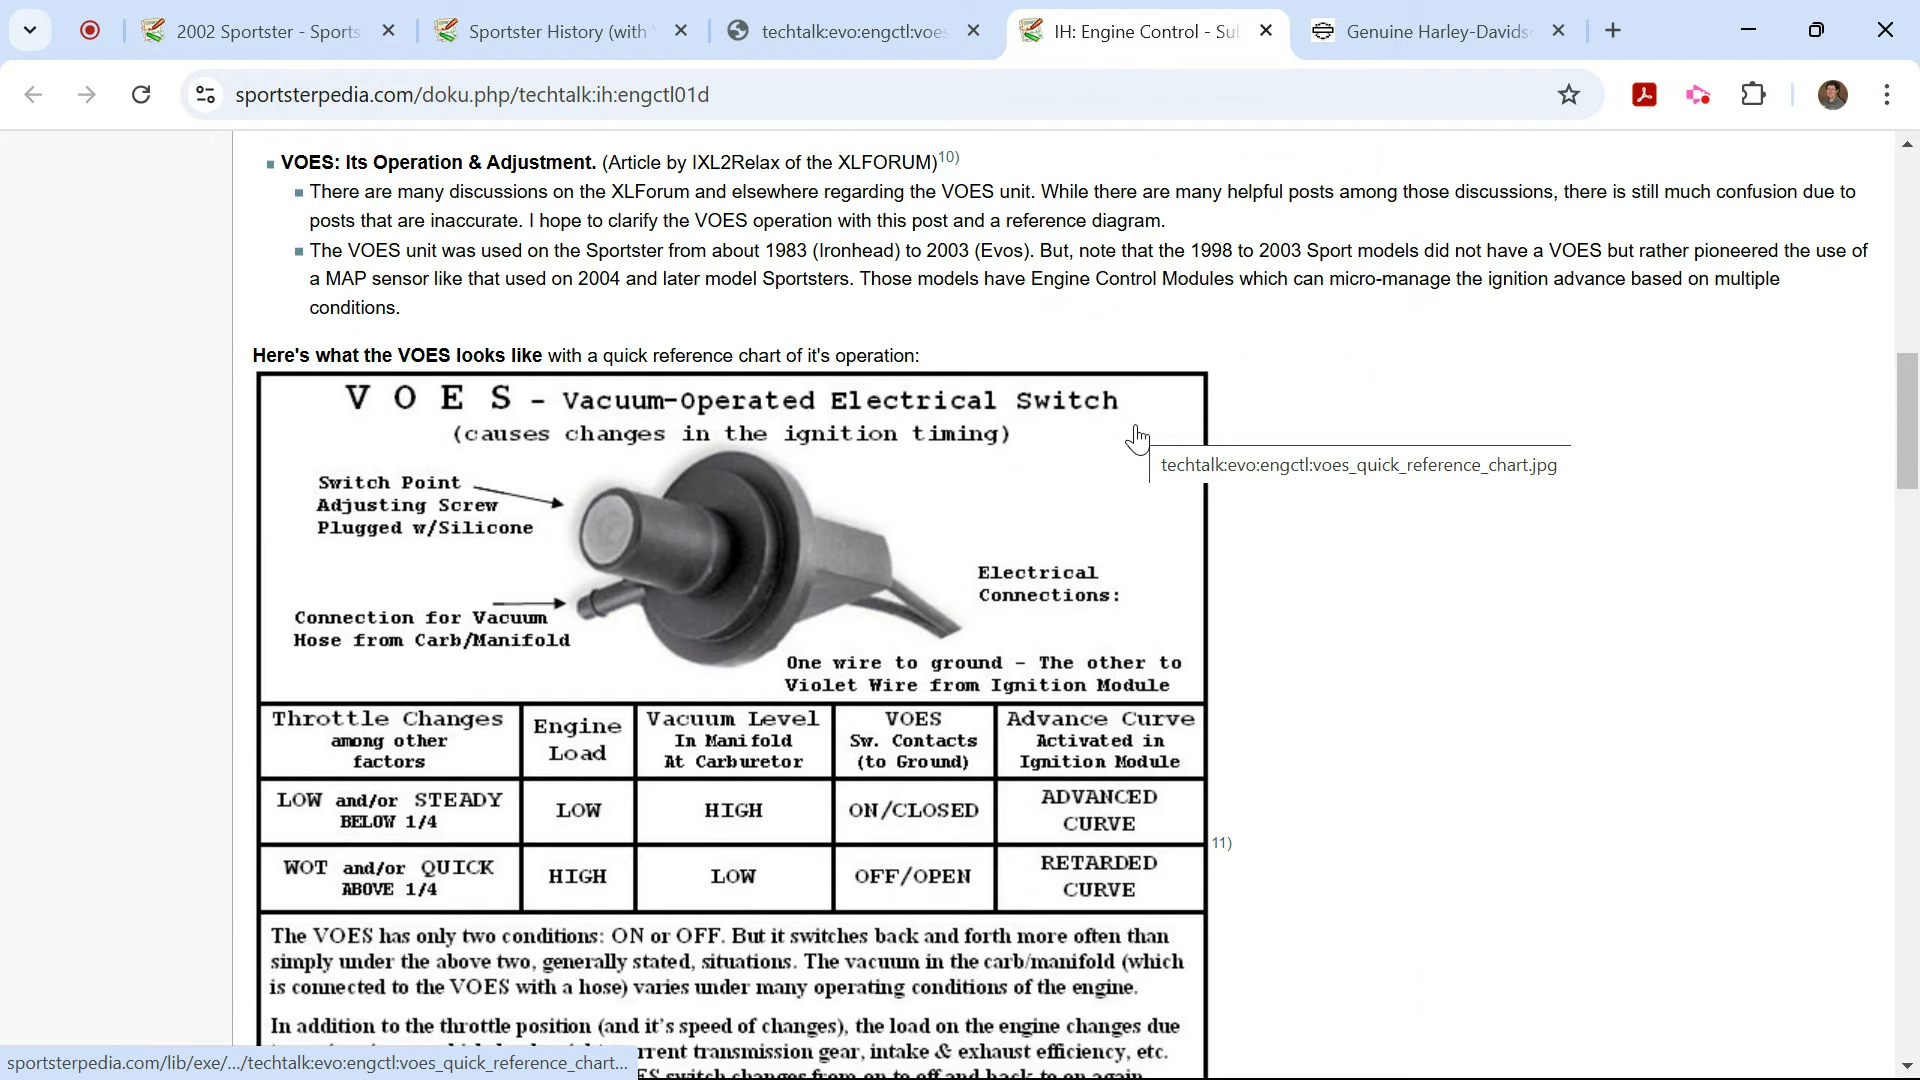 2002 Sportster - Sports
Sportster History (with
techtalk:evo:engctl:voes
IH: Engine Control - Sub
Genuine Harley-Davids
sportsterpedia.com/doku.php/techtalk:ih:engctl01d
VOES: Its Operation & Adjustment. (Article by IXL2Relax of the XLFORUM)10)
There are many discussions on the XLForum and elsewhere regarding the VOES unit. While there are many helpful posts among those discussions, there is still much confusion due to
posts that are inaccurate. I hope to clarify the VOES operation with this post and a reference diagram.
The VOES unit was used on the Sportster from about 1983 (Ironhead) to 2003 (Evos). But, note that the 1998 to 2003 Sport models did not have a VOES but rather pioneered the use of
a MAP sensor like that used on 2004 and later model Sportsters. Those models have Engine Control Modules which can micro-manage the ignition advance based on multiple
conditions.
Here's what the VOES looks like with a quick reference chart of it's operation:
V O E S - Vacuum-Operated Electrical Switch
(causes changes in the ignition timing)
techtalk:evo:engctl:voes_quick_reference_chart.jpg
Switch Point
Adjusting Screw
Plugged w/Silicone
Electrical
Connections:
Connection for Vacuum
Hose from Carb/Manifold
One wire to ground - The other to
Violet Wire from Ignition Module
Throttle Changes
among other
factors
Engine
Load
Vacuum Level
In Manifold
At Carburetor
VOES
Sw. Contacts
(to Ground)
Advance Curve
Activated in
Ignition Module
LOW and/or STEADY
BELOW 1/4
LOW
HIGH
ON/CLOSED
ADVANCED
CURVE
11)
WOT and/or QUICK
ABOVE 1/4
HIGH
LOW
OFF/OPEN
RETARDED
CURVE
The VOES has only two conditions: ON or OFF. But it switches back and forth more often than
simply under the above two, generally stated, situations. The vacuum in the carb/manifold (which
is connected to the VOES with a hose) varies under many operating conditions of the engine.
In addition to the throttle position (and it's speed of changes), the load on the engine changes due
transmission gear, intake & exhaust efficiency, etc.
switch changes from on to off and back to on again
sportsterpedia.com/lib/exe/.../techtalk:evo:engctl:voes_quick_reference_chart...